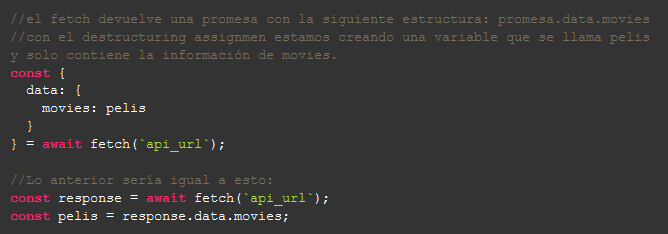 //el fetch devuelve una promesa con la siguiente estructura: promesa.data.movies
//con el destructuring assignmen estamos creando una variable que se llama pelis
y solo contiene la información de movies.
const {
  data: {
    movies: pelis
  }
} = await fetch(`api_url`);

//Lo anterior sería igual a esto:
const response = await fetch(`api_url`);
const pelis = response.data.movies;